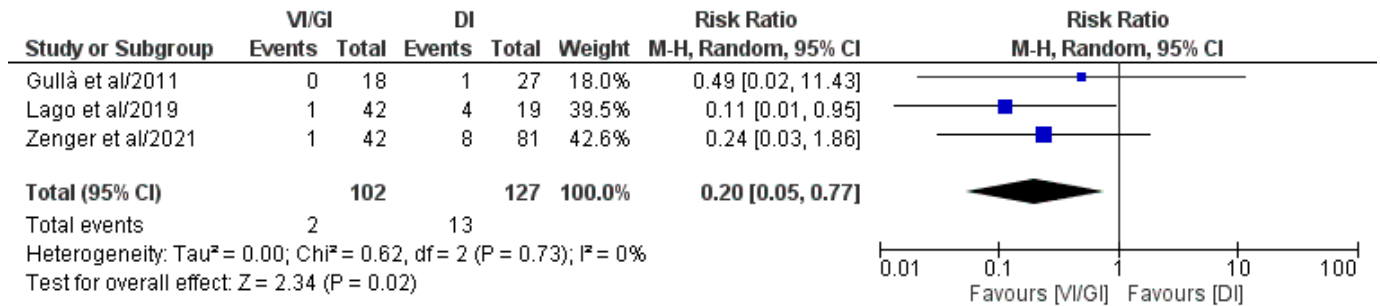 VI/GI DI Risk Ratio Risk Ratio
Study or Subgroup Events Total Events Total Weight M-H, Random, 95% CI M-H, Random, 95% CI
Gullà et al/2011 0 18 1 27 18.0% 0.49 [0.02, 11.43]
Lago et al/2019 1 42 4 19 39.5% 0.11 [0.01, 0.95]
Zenger et al/2021 1 42 8 81 42.6% 0.24 [0.03, 1.86]
Total (95% CI) 102 127 100.0% 0.20 [0.05, 0.77]
Total events 2 13
Heterogeneity: Tau² = 0.00; Chi² = 0.62, df = 2 (P = 0.73); I² = 0%
Test for overall effect: Z = 2.34 (P = 0.02)
0.01 0.1 1 10 100
Favours [VI/GI] Favours [DI]